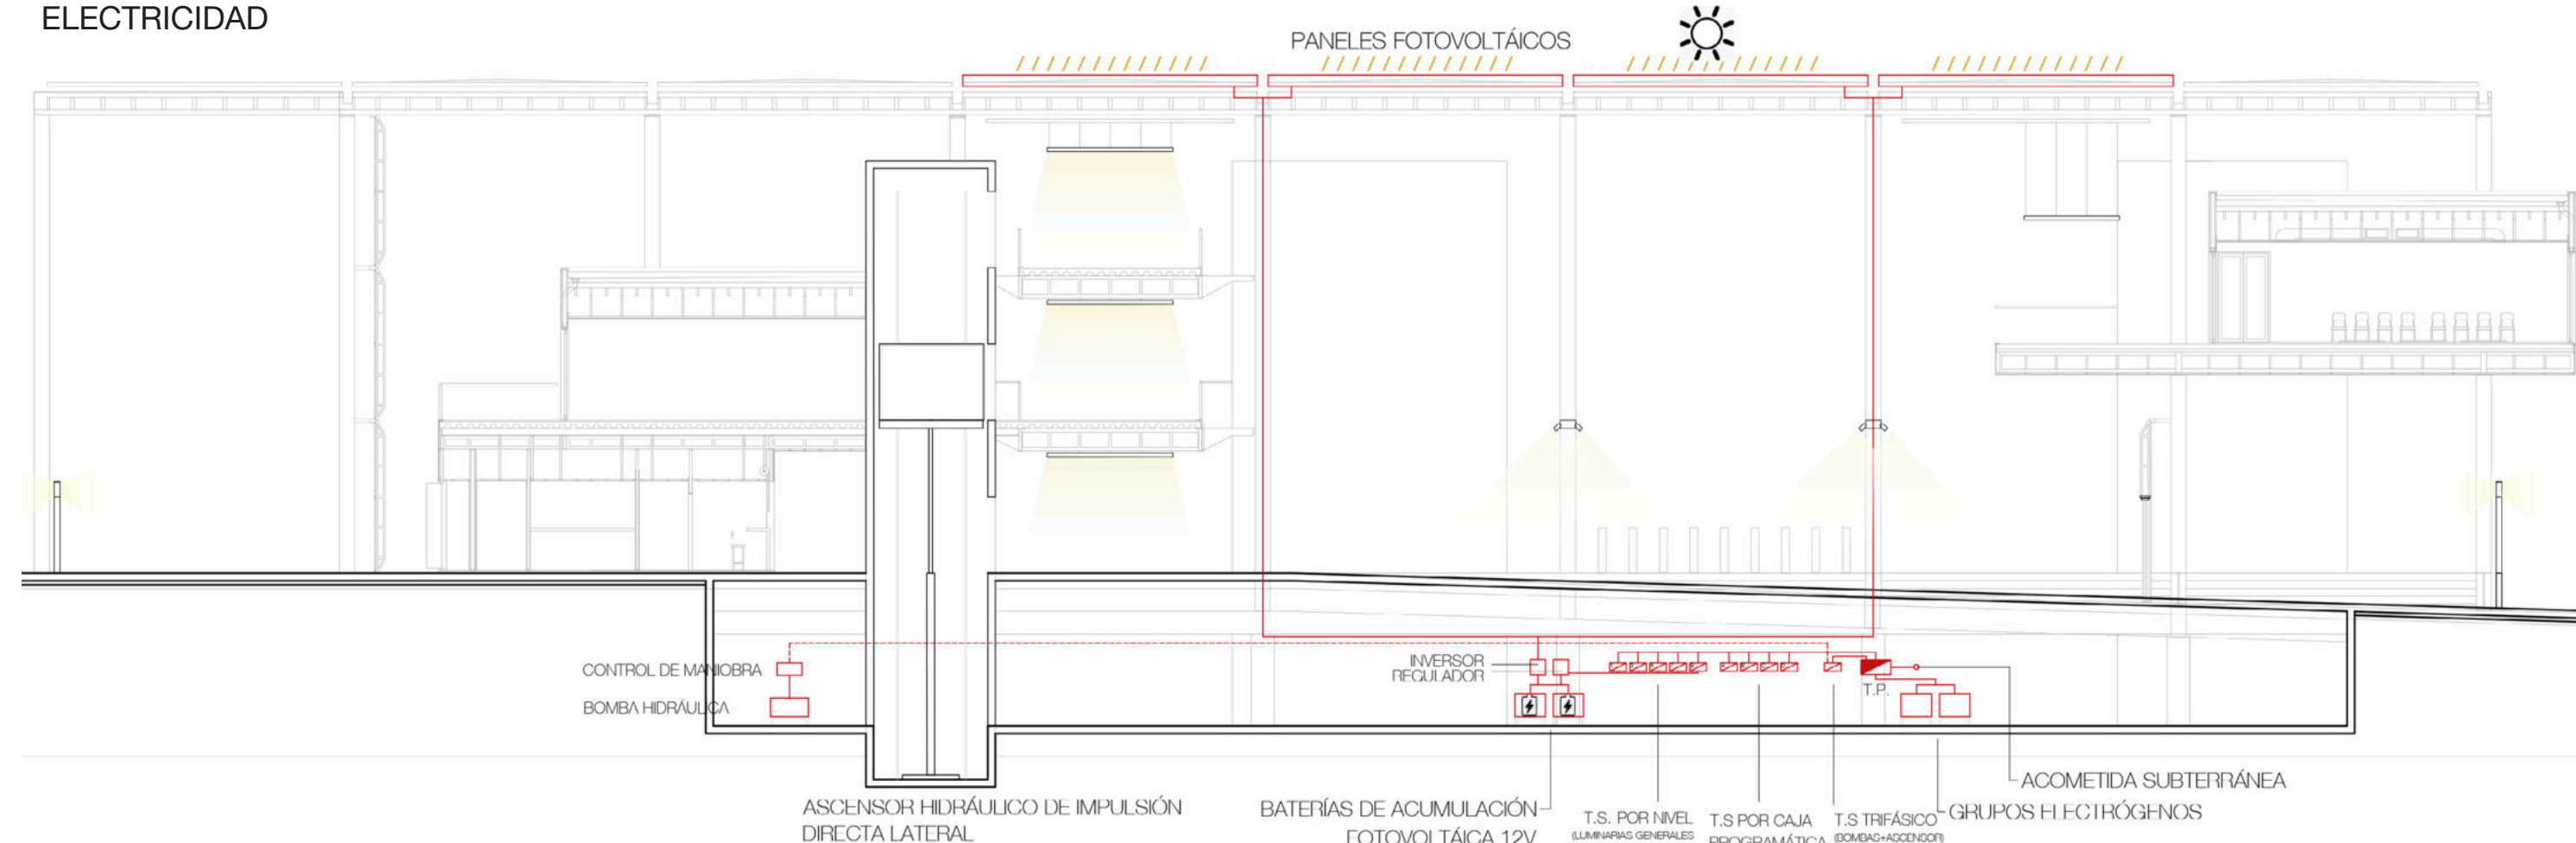 ELECTRICIDAD
PANELES FOTOVOLTÁICOS
CONTROL DE MANIOBRA
BOMBA HIDRÁULICA
INVERSOR
REGULADOR
T.P.
ASCENSOR HIDRÁULICO DE IMPULSIÓN
DIRECTA LATERAL
BATERÍAS DE ACUMULACIÓN
FOTOVOLTÁICA 12V
T.S. POR NIVEL
(LUMINARIAS GENERALES
T.S POR CAJA
PROGRAMÁTICA
T.S TRIFÁSICO
(BOMBAS+ASCENSOR)
GRUPOS ELECTRÓGENOS
ACOMETIDA SUBTERRÁNEA